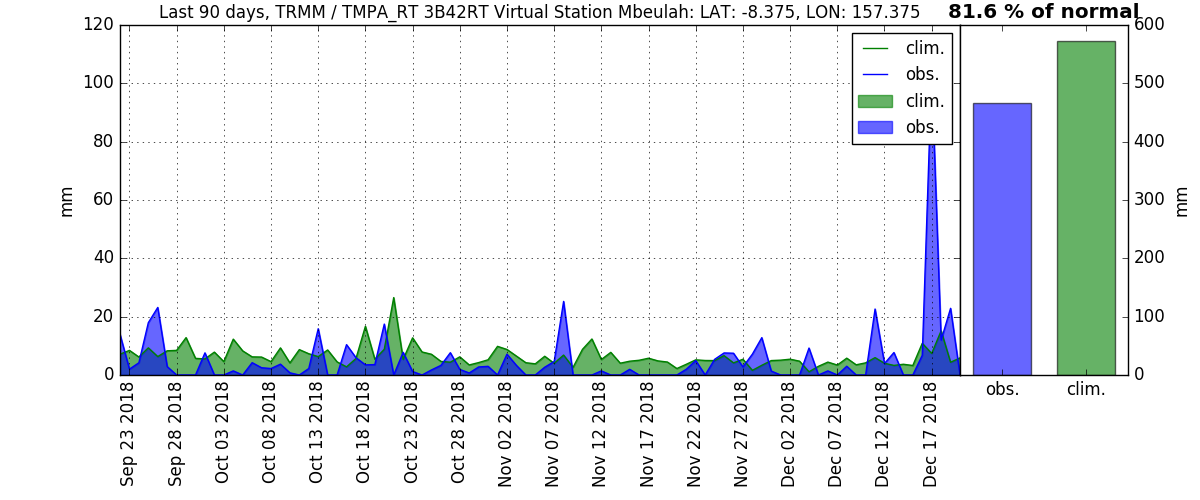 Last 90 days, TRMM / TMPA_RT 3B42RT Virtual Station Mbeulah: LAT: -8.375, LON: 157.375
81.6 % of normal
120
100
80
60
40
20
0
mm
clim.
obs.
clim.
obs.
600
500
400
300
200
100
0
mm
Sep 23 2018
Sep 28 2018
Oct 03 2018
Oct 08 2018
Oct 13 2018
Oct 18 2018
Oct 23 2018
Oct 28 2018
Nov 02 2018
Nov 07 2018
Nov 12 2018
Nov 17 2018
Nov 22 2018
Nov 27 2018
Dec 02 2018
Dec 07 2018
Dec 12 2018
Dec 17 2018
obs.
clim.